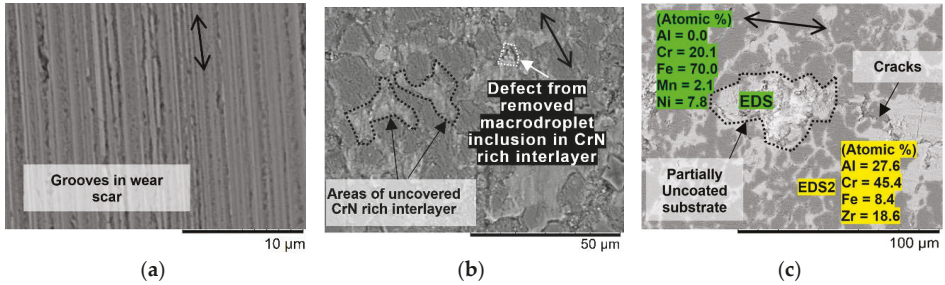 Grooves in wear
scar
10 µm
(a)
Defect from
removed
macrodroplet
inclusion in CrN
rich interlayer
Areas of uncovered
CrN rich interlayer
50 µm
(b)
(Atomic %)
Al = 0.0
Cr = 20.1
Fe = 70.0
Mn = 2.1
Ni = 7.8
EDS
Cracks
Partially
Uncoated
substrate
EDS2
(Atomic %)
Al = 27.6
Cr = 45.4
Fe = 8.4
Zr = 18.6
100 µm
(c)